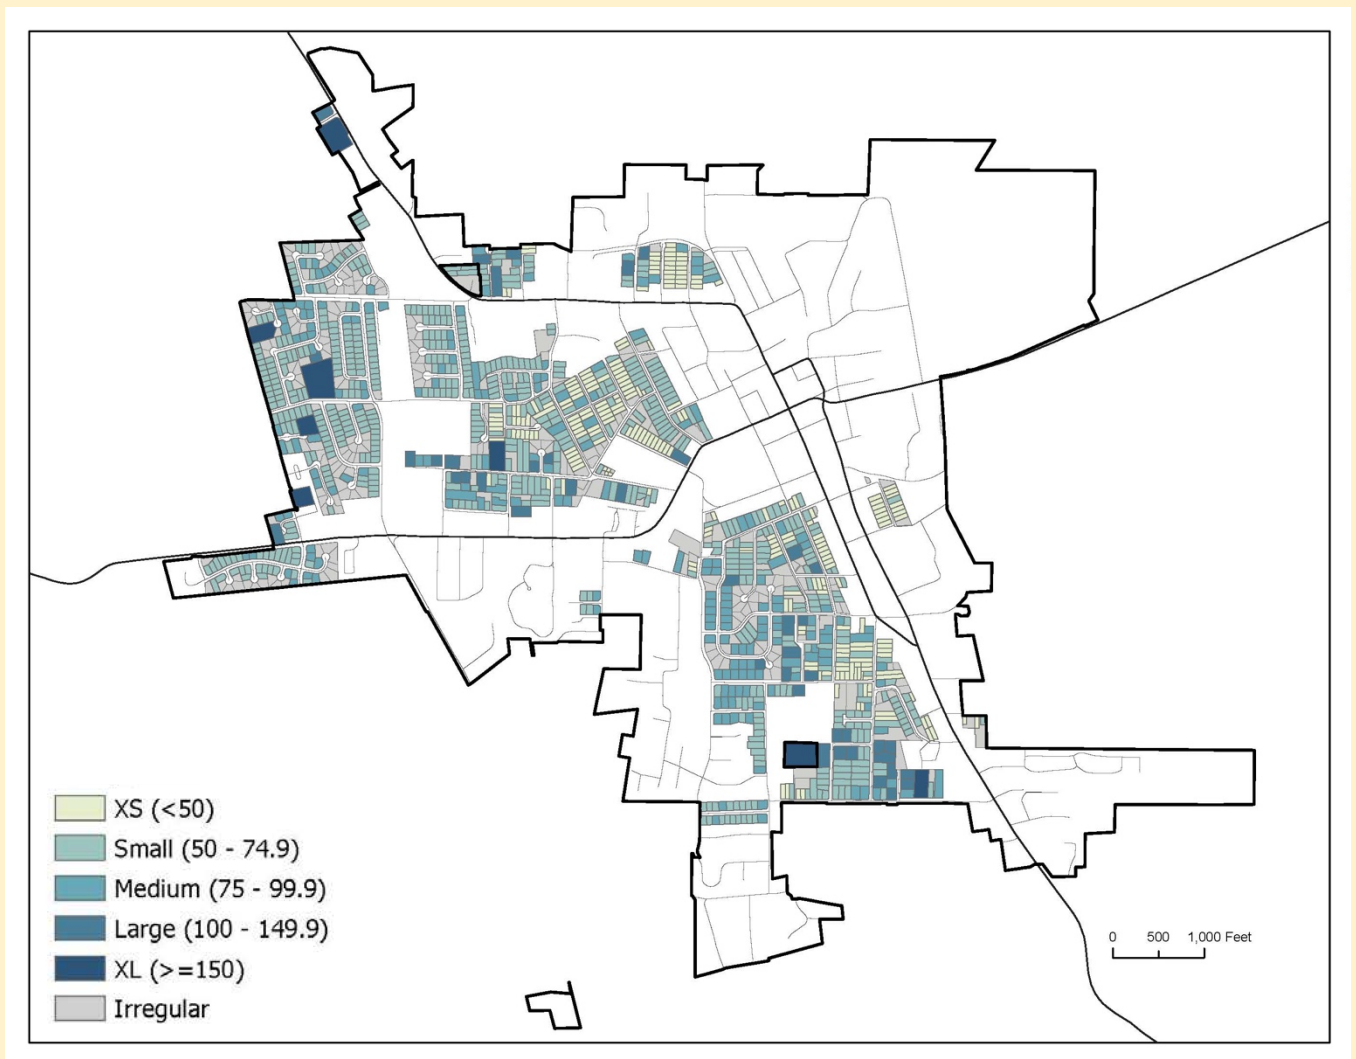 XS (<50)
Small (50 - 74.9)
Medium (75 - 99.9)
Large (100 - 149.9)
XL (>=150)
Irregular
0 500 1,000 Feet